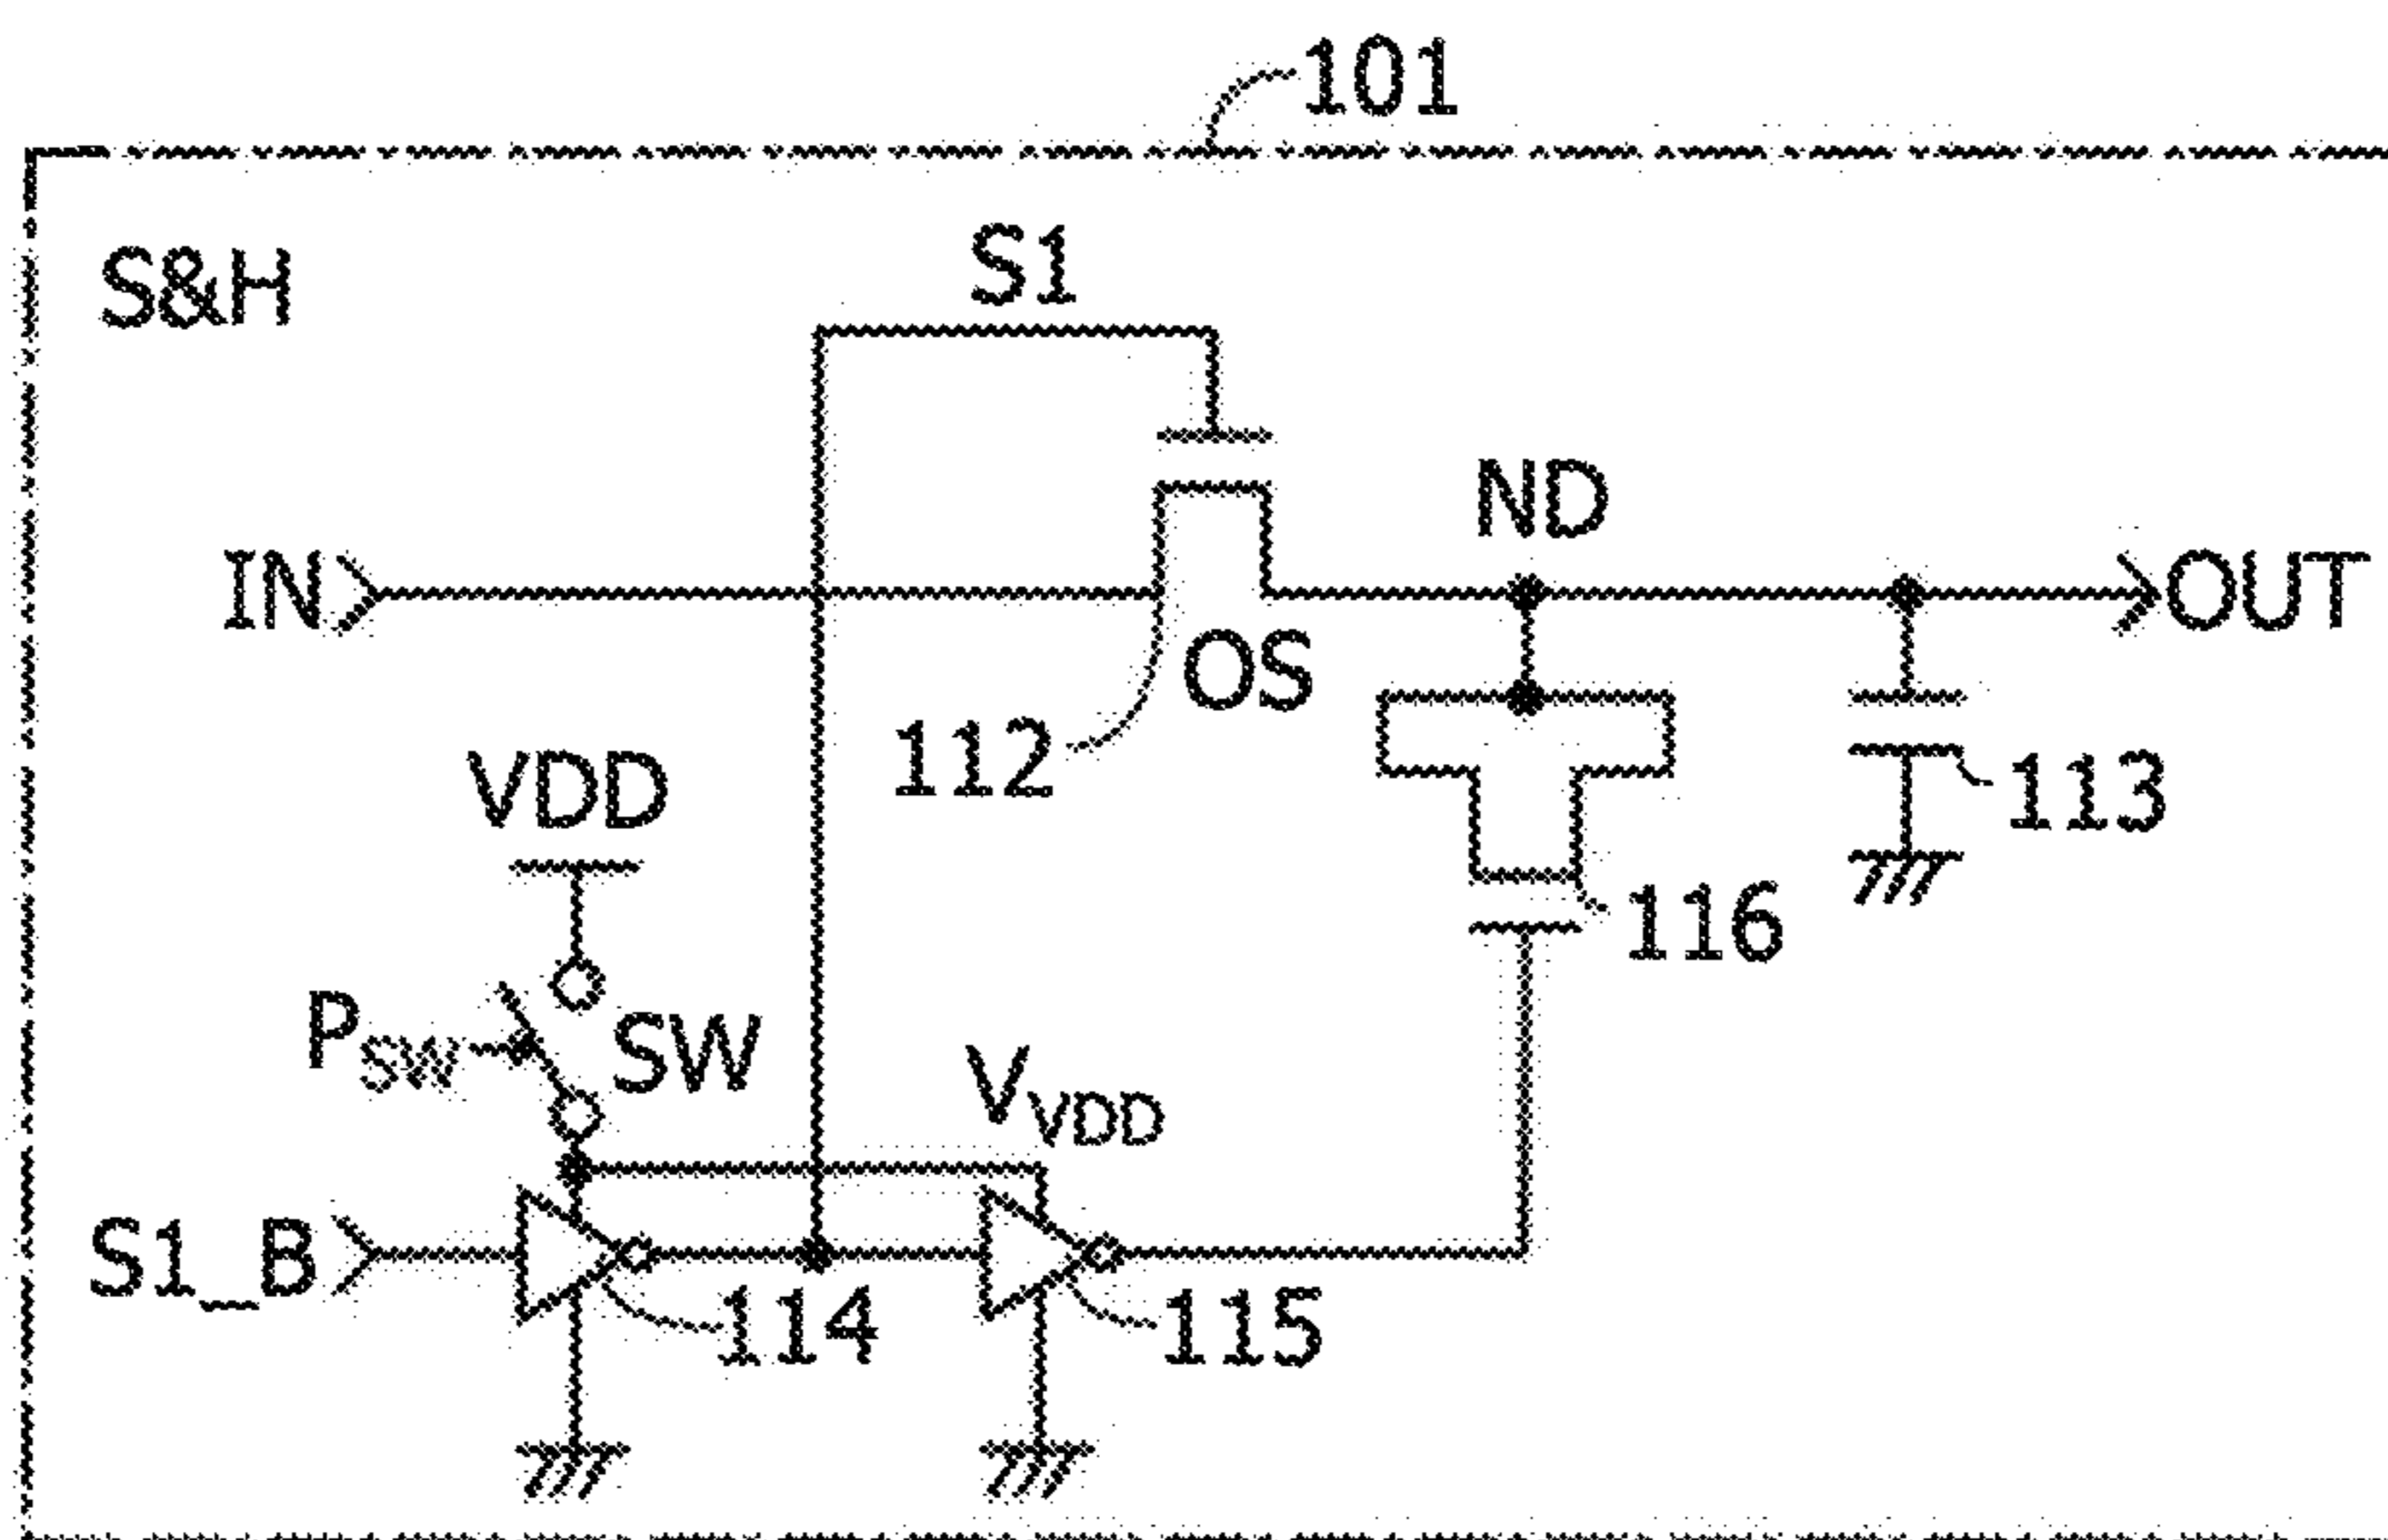 101
S&H
S1
IN
ND
OUT
OS
112
VDD
113
116
PSW
SW
VVDD
S1_B
114
115